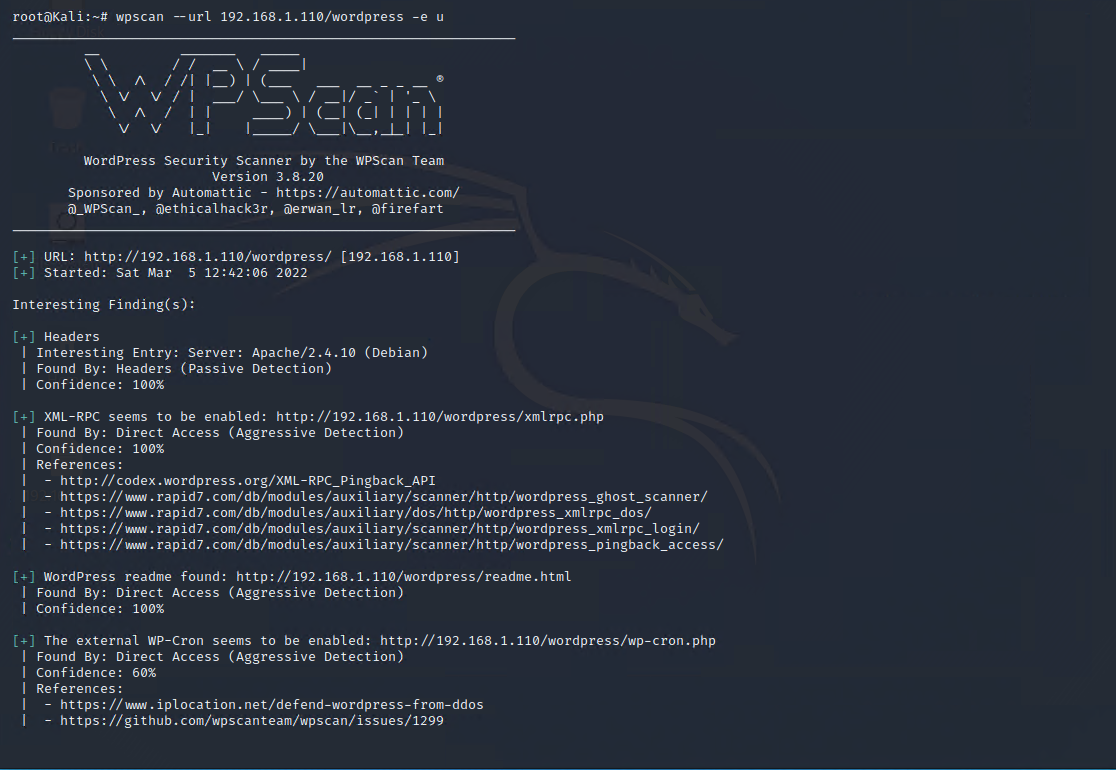 root@Kali:~# wpscan --url 192.168.1.110/wordpress -e u
WPScan ®
WordPress Security Scanner by the WPScan Team
Version 3.8.20
Sponsored by Automattic - https://automattic.com/
@_WPScan_, @ethicalhack3r, @erwan_lr, @firefart
[+] URL: http://192.168.1.110/wordpress/ [192.168.1.110]
[+] Started: Sat Mar  5 12:42:06 2022
Interesting Finding(s):
[+] Headers
| Interesting Entry: Server: Apache/2.4.10 (Debian)
| Found By: Headers (Passive Detection)
| Confidence: 100%
[+] XML-RPC seems to be enabled: http://192.168.1.110/wordpress/xmlrpc.php
| Found By: Direct Access (Aggressive Detection)
| Confidence: 100%
| References:
|  - http://codex.wordpress.org/XML-RPC_Pingback_API
|  - https://www.rapid7.com/db/modules/auxiliary/scanner/http/wordpress_ghost_scanner/
|  - https://www.rapid7.com/db/modules/auxiliary/dos/http/wordpress_xmlrpc_dos/
|  - https://www.rapid7.com/db/modules/auxiliary/scanner/http/wordpress_xmlrpc_login/
|  - https://www.rapid7.com/db/modules/auxiliary/scanner/http/wordpress_pingback_access/
[+] WordPress readme found: http://192.168.1.110/wordpress/readme.html
| Found By: Direct Access (Aggressive Detection)
| Confidence: 100%
[+] The external WP-Cron seems to be enabled: http://192.168.1.110/wordpress/wp-cron.php
| Found By: Direct Access (Aggressive Detection)
| Confidence: 60%
| References:
|  - https://www.iplocation.net/defend-wordpress-from-ddos
|  - https://github.com/wpscanteam/wpscan/issues/1299